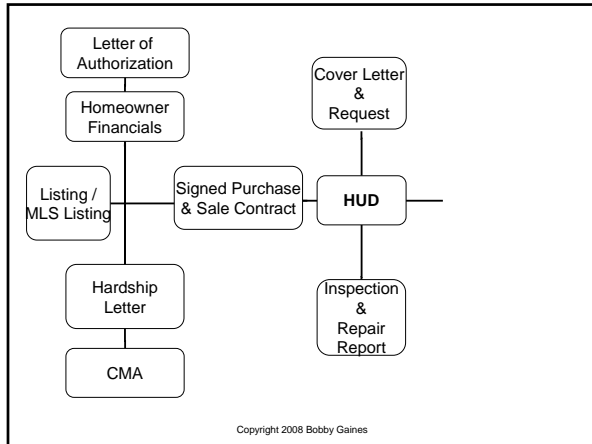 Letter of
Authorization
Homeowner
Financials
Listing /
MLS Listing
Hardship
Letter
CMA
Signed Purchase
& Sale Contract
Cover Letter
&
Request
HUD
Inspection
&
Repair
Report
Copyright 2008 Bobby Gaines